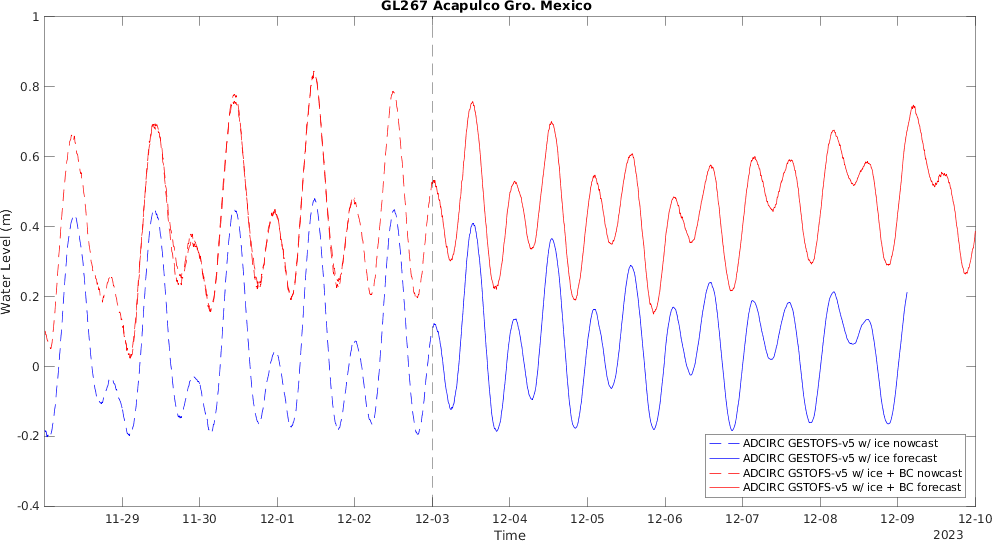 GL267 Acapulco Gro. Mexico
1
0.8
0.6
0.4
0.2
0
-0.2
-0.4
Water Level (m)
ADCIRC GESTOFS-v5 w/ ice nowcast
ADCIRC GESTOFS-v5 w/ ice forecast
ADCIRC GSTOFS-v5 w/ ice + BC nowcast
ADCIRC GSTOFS-v5 w/ ice + BC forecast
11-29 11-30 12-01 12-02 12-03 12-04 12-05 12-06 12-07 12-08 12-09 12-10
Time
2023